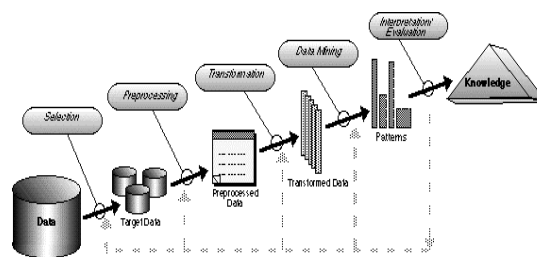 Interpretation/
Evaluation
Data Mining
Transformation
Preprocessing
Selection
Knowledge
Patterns
Transformed Data
Preprocessed
Data
Target Data
Data